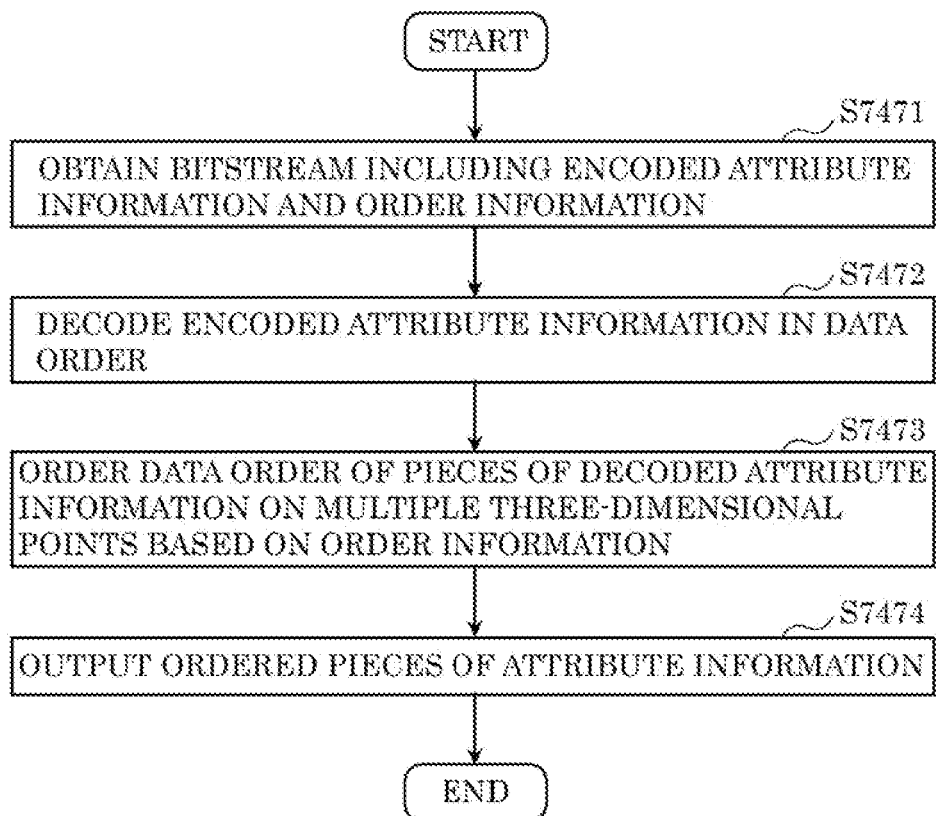 START
S7471
OBTAIN BITSTREAM INCLUDING ENCODED ATTRIBUTE
INFORMATION AND ORDER INFORMATION
S7472
DECODE ENCODED ATTRIBUTE INFORMATION IN DATA
ORDER
S7473
ORDER DATA ORDER OF PIECES OF DECODED ATTRIBUTE
INFORMATION ON MULTIPLE THREE-DIMENSIONAL
POINTS BASED ON ORDER INFORMATION
S7474
OUTPUT ORDERED PIECES OF ATTRIBUTE INFORMATION
END